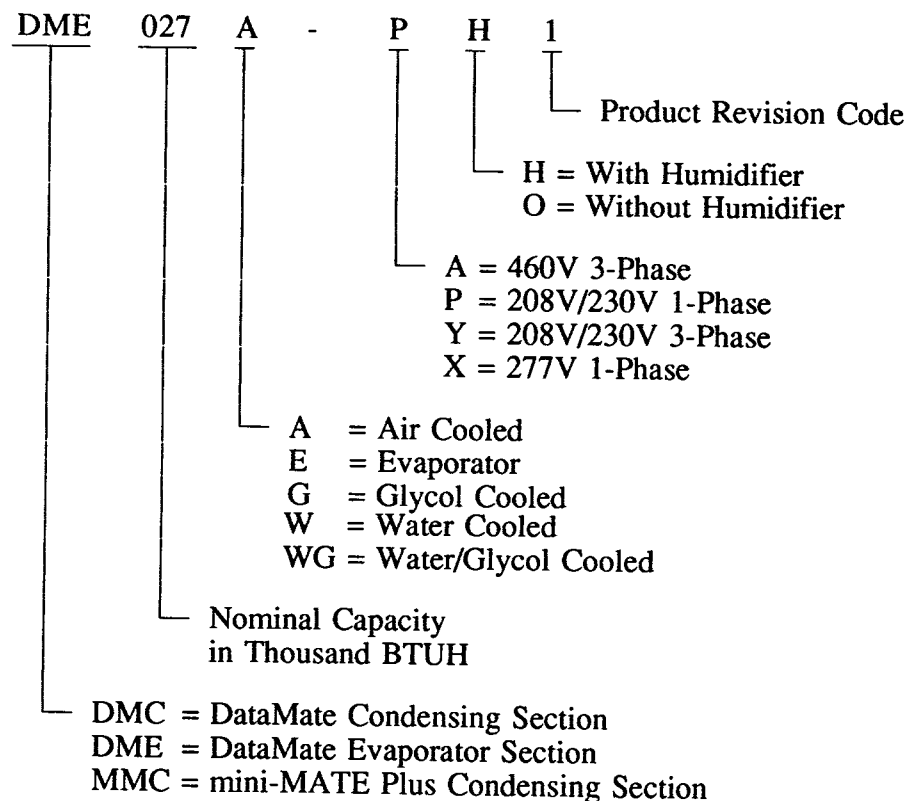 DME 027 A - P H 1
Product Revision Code
H = With Humidifier
O = Without Humidifier
A = 460V 3-Phase
P = 208V/230V 1-Phase
Y = 208V/230V 3-Phase
X = 277V 1-Phase
A = Air Cooled
E = Evaporator
G = Glycol Cooled
W = Water Cooled
WG = Water/Glycol Cooled
Nominal Capacity
in Thousand BTUH
DMC = DataMate Condensing Section
DME = DataMate Evaporator Section
MMC = mini-MATE Plus Condensing Section